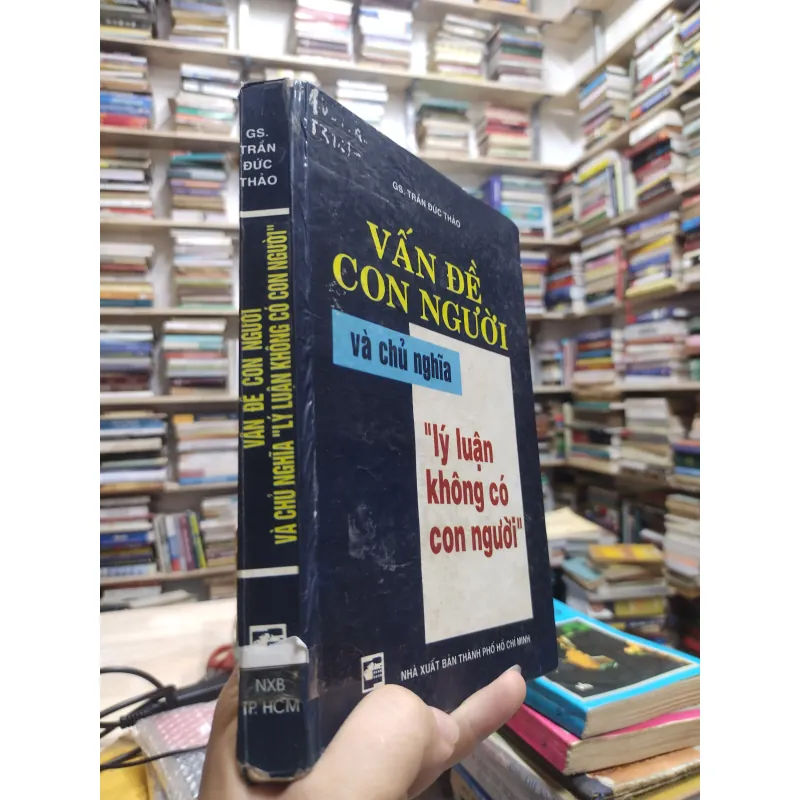 GS.
TRẦN
ĐỨC
THẢO
VẤN ĐỀ CON NGƯỜI
VÀ CHỦ NGHĨA "LÝ LUẬN KHÔNG CÓ CON NGƯỜI"
NXB
TP. HCM
GS. TRẦN ĐỨC THẢO
VẤN ĐỀ
CON NGƯỜI
và chủ nghĩa
"lý luận
không có
con người"
NHÀ XUẤT BẢN THÀNH PHỐ HỒ CHÍ MINH